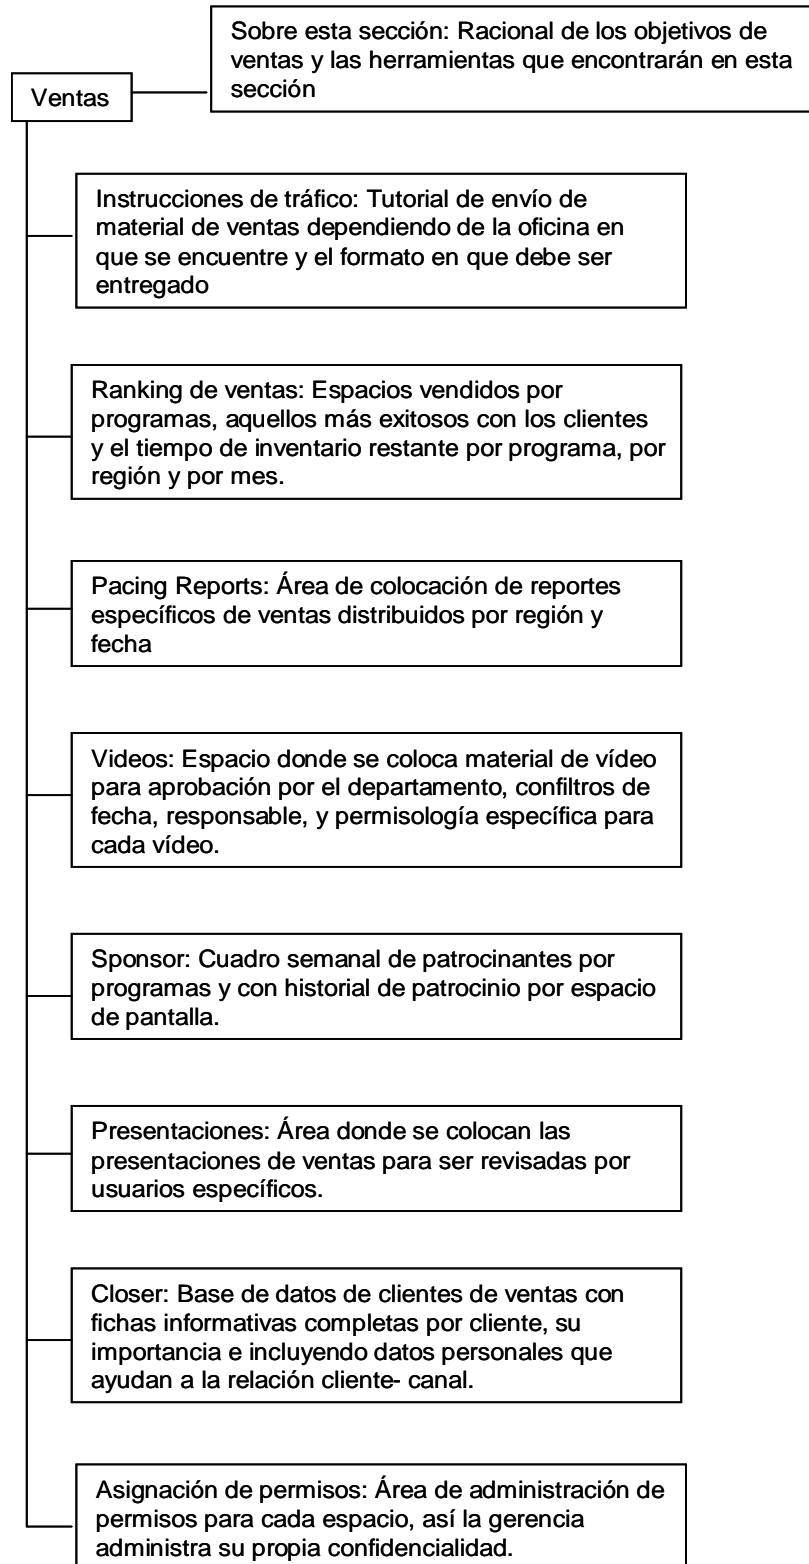 Sobre esta sección: Racional de los objetivos de
ventas y las herramientas que encontrarán en esta
sección
Ventas
Instrucciones de tráfico: Tutorial de envío de
material de ventas dependiendo de la oficina en
que se encuentre y el formato en que debe ser
entregado
Ranking de ventas: Espacios vendidos por
programas, aquellos más exitosos con los clientes
y el tiempo de inventario restante por programa, por
región y por mes.
Pacing Reports: Área de colocación de reportes
específicos de ventas distribuidos por región y
fecha
Videos: Espacio donde se coloca material de vídeo
para aprobación por el departamento, confiltros de
fecha, responsable, y permisología específica para
cada vídeo.
Sponsor: Cuadro semanal de patrocinantes por
programas y con historial de patrocinio por espacio
de pantalla.
Presentaciones: Área donde se colocan las
presentaciones de ventas para ser revisadas por
usuarios específicos.
Closer: Base de datos de clientes de ventas con
fichas informativas completas por cliente, su
importancia e incluyendo datos personales que
ayudan a la relación cliente- canal.
Asignación de permisos: Área de administración de
permisos para cada espacio, así la gerencia
administra su propia confidencialidad.